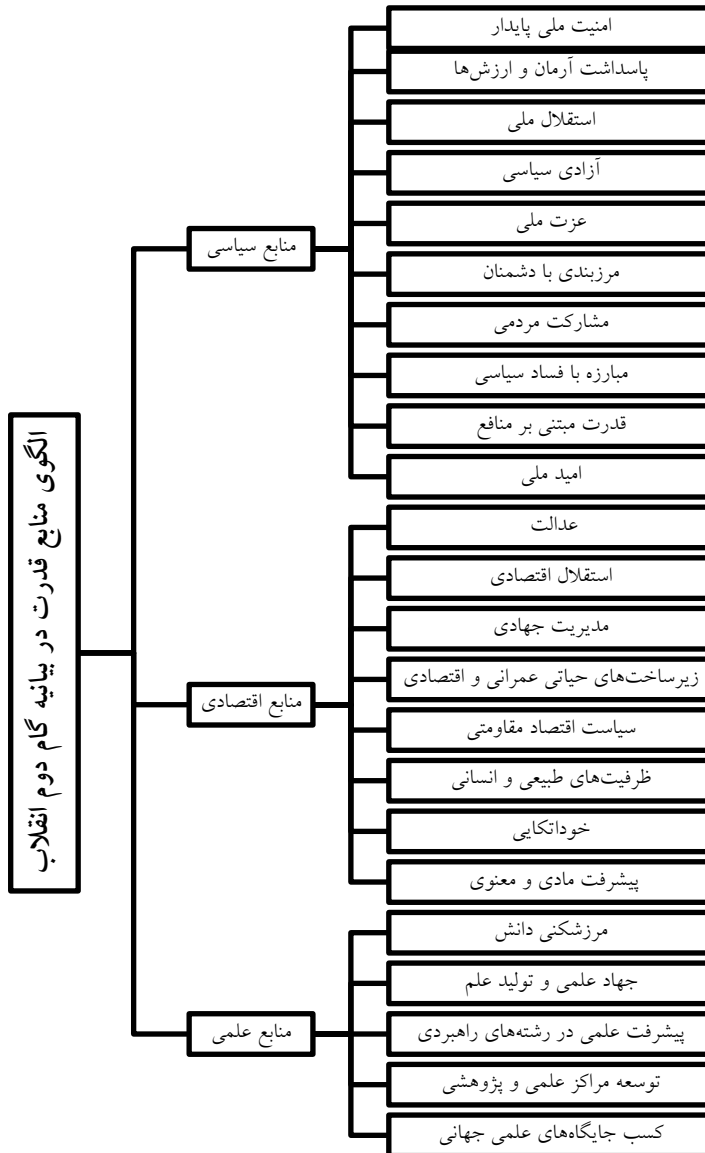 الگوی منابع قدرت در بیانیه گام دوم انقلاب
منابع سیاسی
امنیت ملی پایدار
پاسداشت آرمان و ارزش‌ها
استقلال ملی
آزادی سیاسی
عزت ملی
مرزبندی با دشمنان
مشارکت مردمی
مبارزه با فساد سیاسی
قدرت مبتنی بر منافع
امید ملی
منابع اقتصادی
عدالت
استقلال اقتصادی
مدیریت جهادی
زیرساخت‌های حیاتی عمرانی و اقتصادی
سیاست اقتصاد مقاومتی
ظرفیت‌های طبیعی و انسانی
خوداتکایی
پیشرفت مادی و معنوی
منابع علمی
مرزشکنی دانش
جهاد علمی و تولید علم
پیشرفت علمی در رشته‌های راهبردی
توسعه مراکز علمی و پژوهشی
کسب جایگاه‌های علمی جهانی